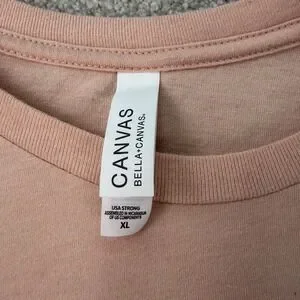 CANVAS
BELLA+CANVAS®
USA STRONG
ASSEMBLED IN NICARAGUA
OF US COMPONENTS
XL